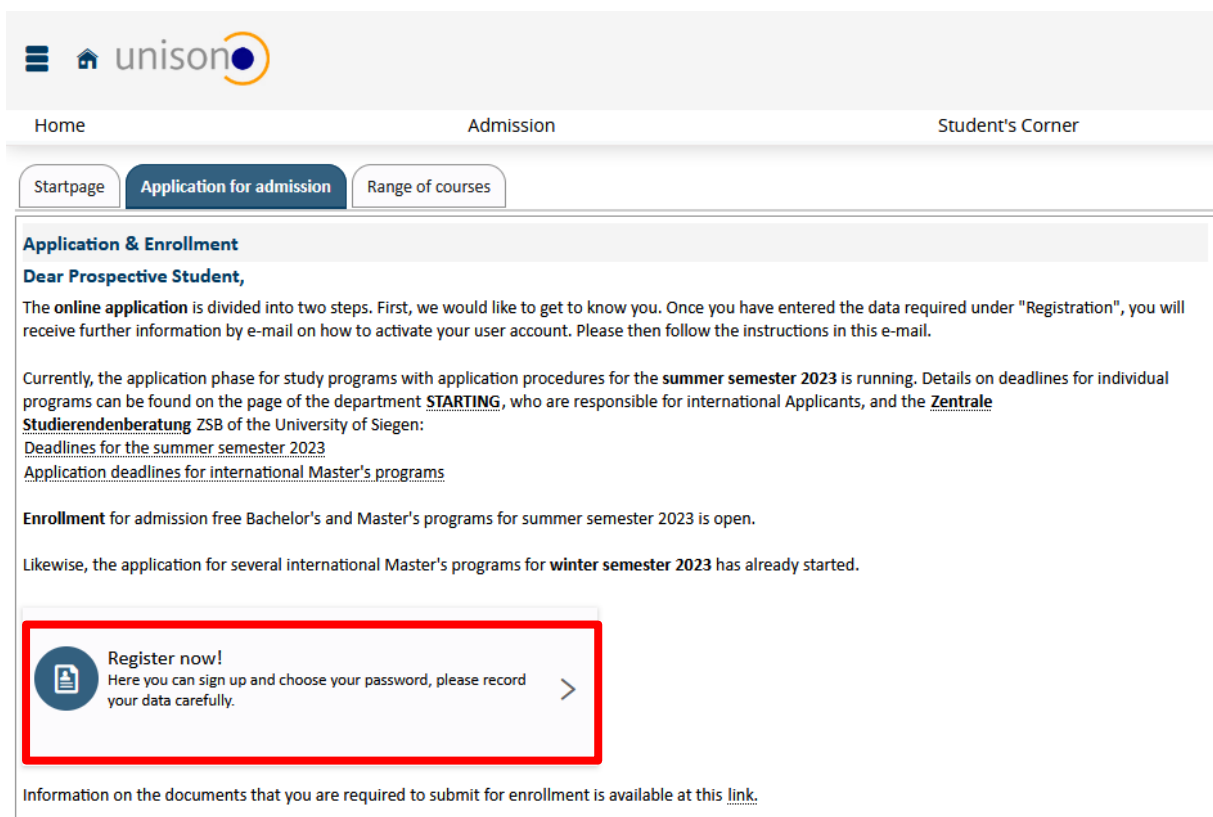 unisono
Home Admission Student's Corner
Startpage Application for admission Range of courses
Application & Enrollment
Dear Prospective Student,
The online application is divided into two steps. First, we would like to get to know you. Once you have entered the data required under "Registration", you will
receive further information by e-mail on how to activate your user account. Please then follow the instructions in this e-mail.
Currently, the application phase for study programs with application procedures for the summer semester 2023 is running. Details on deadlines for individual
programs can be found on the page of the department STARTING, who are responsible for international Applicants, and the Zentrale
Studierendenberatung ZSB of the University of Siegen:
Deadlines for the summer semester 2023
Application deadlines for international Master's programs
Enrollment for admission free Bachelor's and Master's programs for summer semester 2023 is open.
Likewise, the application for several international Master's programs for winter semester 2023 has already started.
Register now!
Here you can sign up and choose your password, please record
your data carefully.
Information on the documents that you are required to submit for enrollment is available at this link.